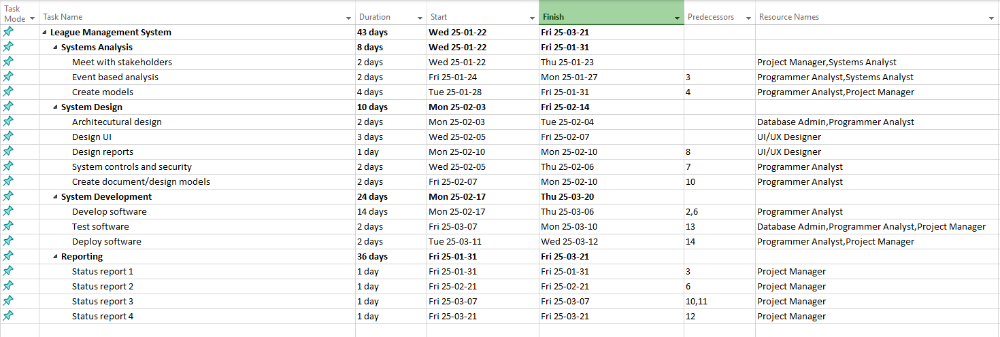 Task Mode Task Name Duration Start Finish Predecessors Resource Names
League Management System 43 days Wed 25-01-22 Fri 25-03-21
Systems Analysis 8 days Wed 25-01-22 Fri 25-01-31
Meet with stakeholders 2 days Wed 25-01-22 Thu 25-01-23 Project Manager,Systems Analyst
Event based analysis 2 days Fri 25-01-24 Mon 25-01-27 3 Programmer Analyst,Systems Analyst
Create models 4 days Tue 25-01-28 Fri 25-01-31 4 Programmer Analyst,Project Manager
System Design 10 days Mon 25-02-03 Fri 25-02-14
Architecutural design 2 days Mon 25-02-03 Tue 25-02-04 Database Admin,Programmer Analyst
Design UI 3 days Wed 25-02-05 Fri 25-02-07 UI/UX Designer
Design reports 1 day Mon 25-02-10 Mon 25-02-10 8 UI/UX Designer
System controls and security 2 days Wed 25-02-05 Thu 25-02-06 7 Programmer Analyst
Create document/design models 2 days Fri 25-02-07 Mon 25-02-10 10 Programmer Analyst
System Development 24 days Mon 25-02-17 Thu 25-03-20
Develop software 14 days Mon 25-02-17 Thu 25-03-06 2,6 Programmer Analyst
Test software 2 days Fri 25-03-07 Mon 25-03-10 13 Database Admin,Programmer Analyst,Project Manager
Deploy software 2 days Tue 25-03-11 Wed 25-03-12 14 Programmer Analyst,Project Manager
Reporting 36 days Fri 25-01-31 Fri 25-03-21
Status report 1 1 day Fri 25-01-31 Fri 25-01-31 3 Project Manager
Status report 2 1 day Fri 25-02-21 Fri 25-02-21 6 Project Manager
Status report 3 1 day Fri 25-03-07 Fri 25-03-07 10,11 Project Manager
Status report 4 1 day Fri 25-03-21 Fri 25-03-21 12 Project Manager